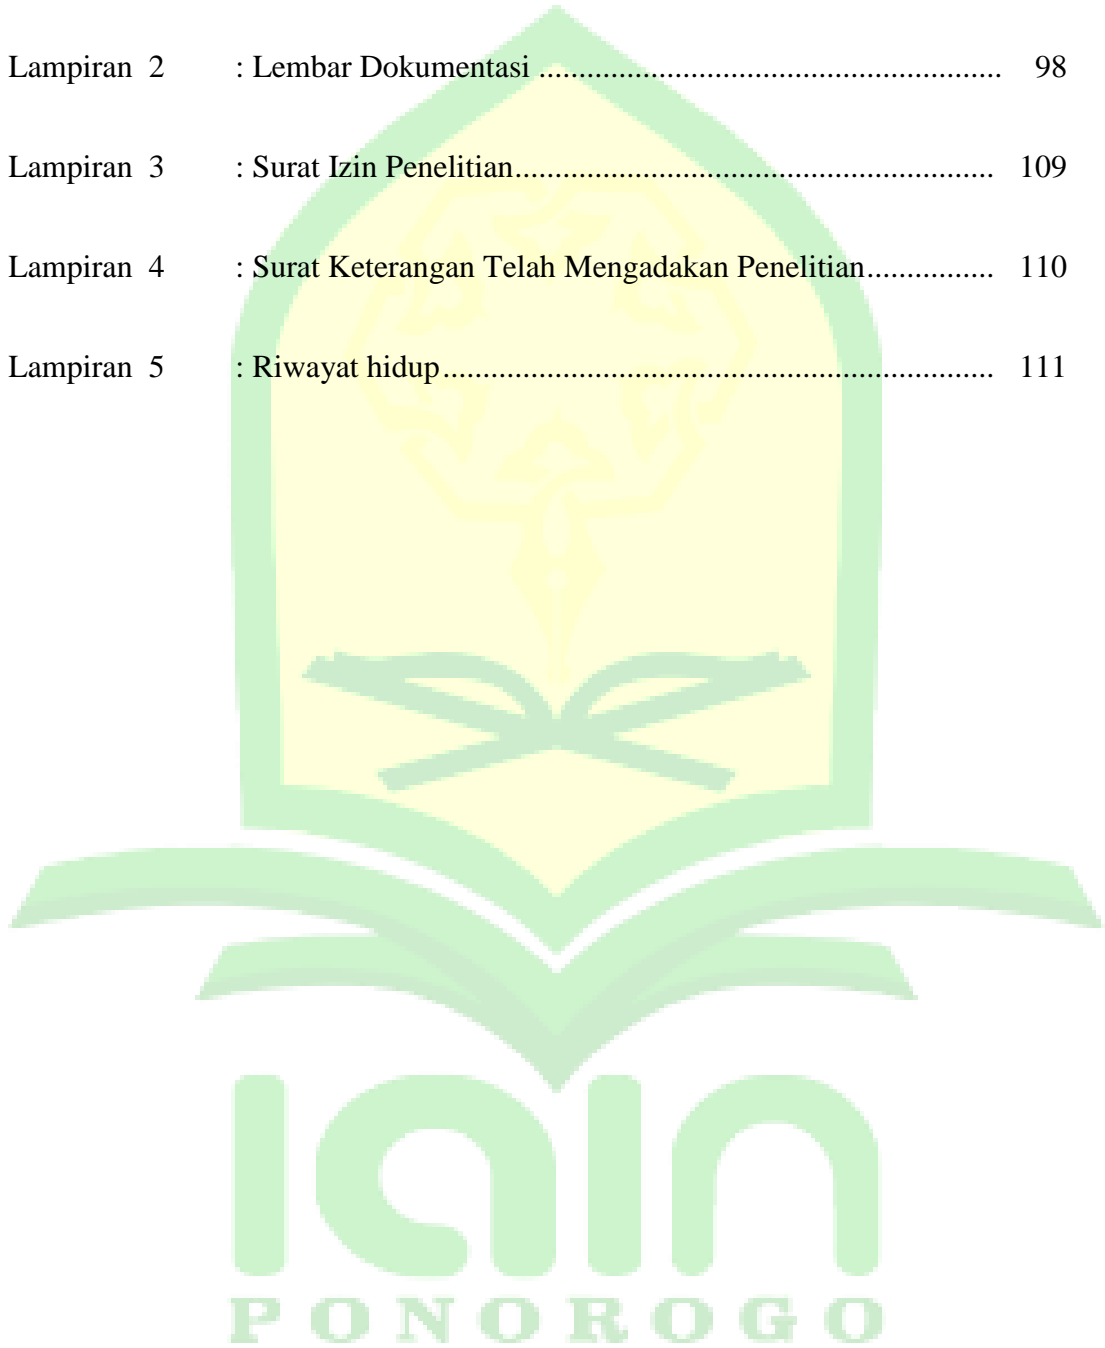 Lampiran  2 : Lembar Dokumentasi ........................................................... 98
Lampiran  3 : Surat Izin Penelitian............................................................. 109
Lampiran  4 : Surat Keterangan Telah Mengadakan Penelitian................ 110
Lampiran  5 : Riwayat hidup...................................................................... 111
iain
PONOROGO